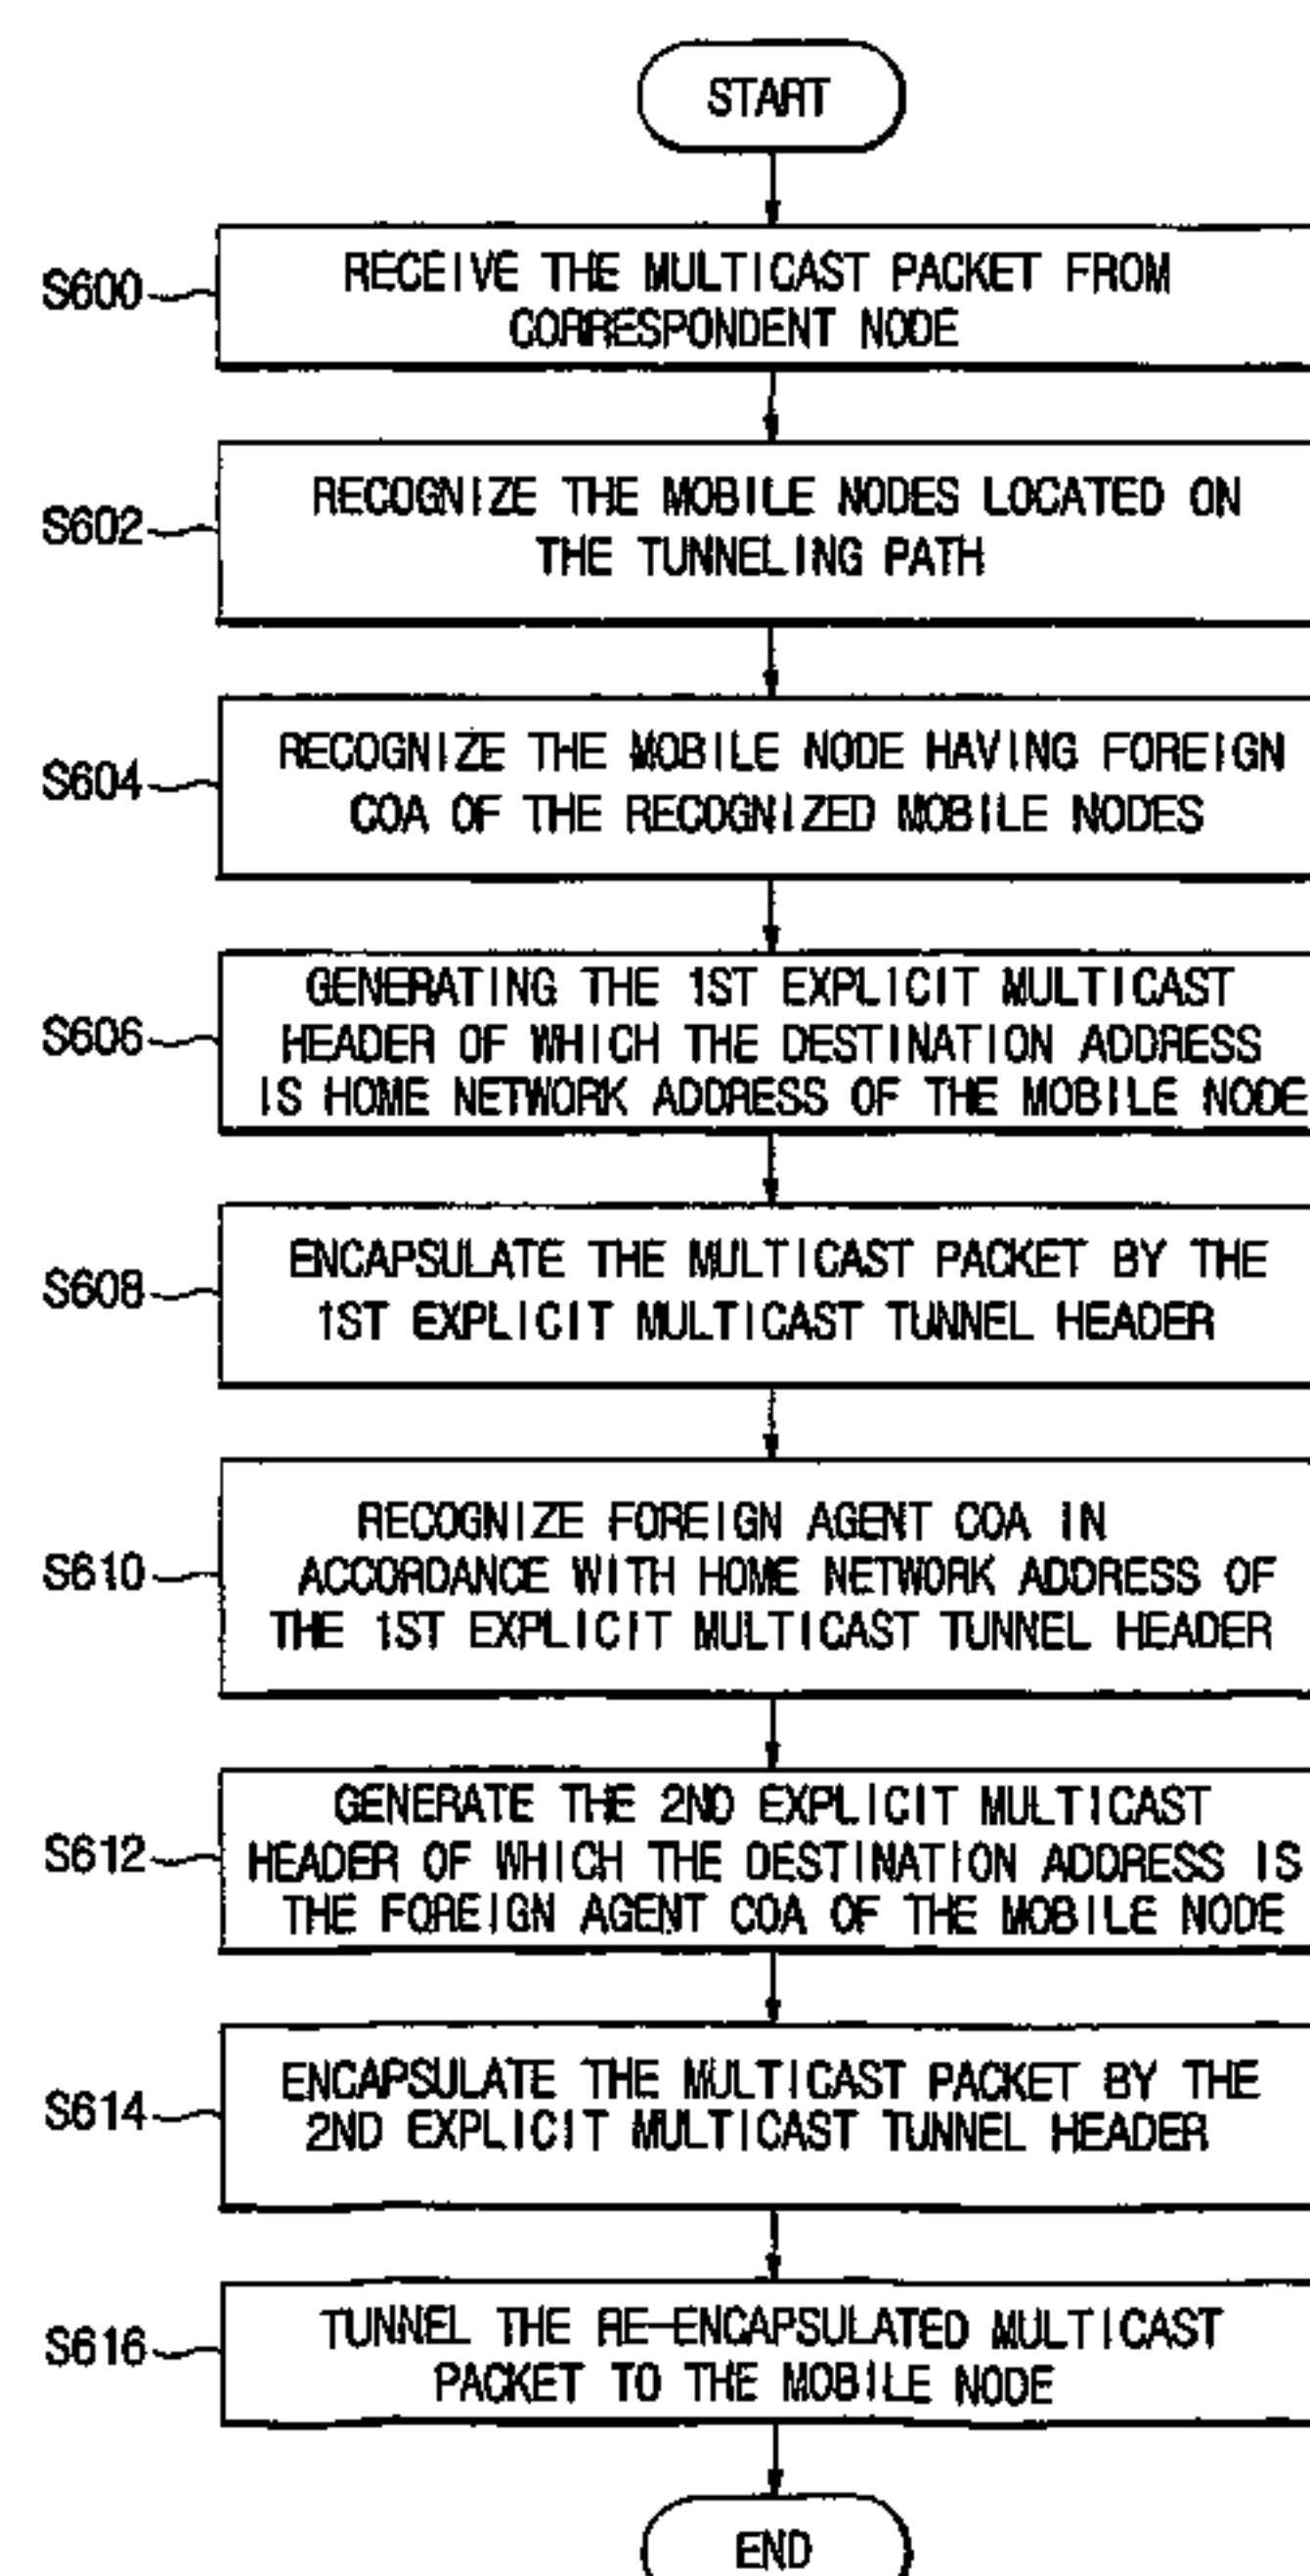 START
S600
RECEIVE THE MULTICAST PACKET FROM
CORRESPONDENT NODE
S602
RECOGNIZE THE MOBILE NODES LOCATED ON
THE TUNNELING PATH
S604
RECOGNIZE THE MOBILE NODE HAVING FOREIGN
COA OF THE RECOGNIZED MOBILE NODES
S606
GENERATING THE 1ST EXPLICIT MULTICAST
HEADER OF WHICH THE DESTINATION ADDRESS
IS HOME NETWORK ADDRESS OF THE MOBILE NODE
S608
ENCAPSULATE THE MULTICAST PACKET BY THE
1ST EXPLICIT MULTICAST TUNNEL HEADER
S610
RECOGNIZE FOREIGN AGENT COA IN
ACCORDANCE WITH HOME NETWORK ADDRESS OF
THE 1ST EXPLICIT MULTICAST TUNNEL HEADER
S612
GENERATE THE 2ND EXPLICIT MULTICAST
HEADER OF WHICH THE DESTINATION ADDRESS IS
THE FOREIGN AGENT COA OF THE MOBILE NODE
S614
ENCAPSULATE THE MULTICAST PACKET BY THE
2ND EXPLICIT MULTICAST TUNNEL HEADER
S616
TUNNEL THE RE-ENCAPSULATED MULTICAST
PACKET TO THE MOBILE NODE
END